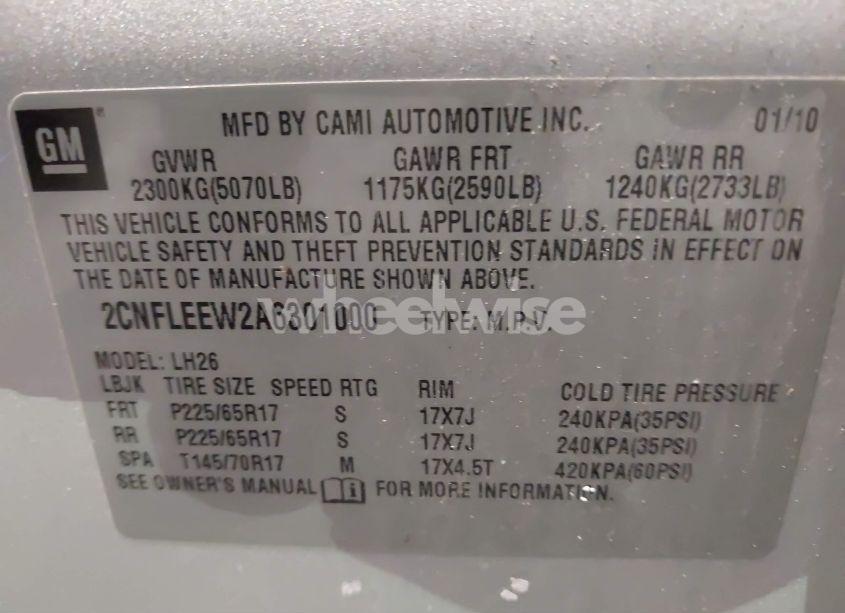 GM
MFD BY CAMI AUTOMOTIVE INC. 01/10
GVWR GAWR FRT GAWR RR
2300KG(5070LB) 1175KG(2590LB) 1240KG(2733LB)
THIS VEHICLE CONFORMS TO ALL APPLICABLE U.S. FEDERAL MOTOR
VEHICLE SAFETY AND THEFT PREVENTION STANDARDS IN EFFECT ON
THE DATE OF MANUFACTURE SHOWN ABOVE.
2CNFLEEW2A6301000 TYPE: M.P.V.
wheelwise
MODEL: LH26
LBJK TIRE SIZE SPEED RTG RIM COLD TIRE PRESSURE
FRT P225/65R17 S 17X7J 240KPA(35PSI)
RR P225/65R17 S 17X7J 240KPA(35PSI)
SPA T145/70R17 M 17X4.5T 420KPA(60PSI)
SEE OWNER'S MANUAL i FOR MORE INFORMATION.